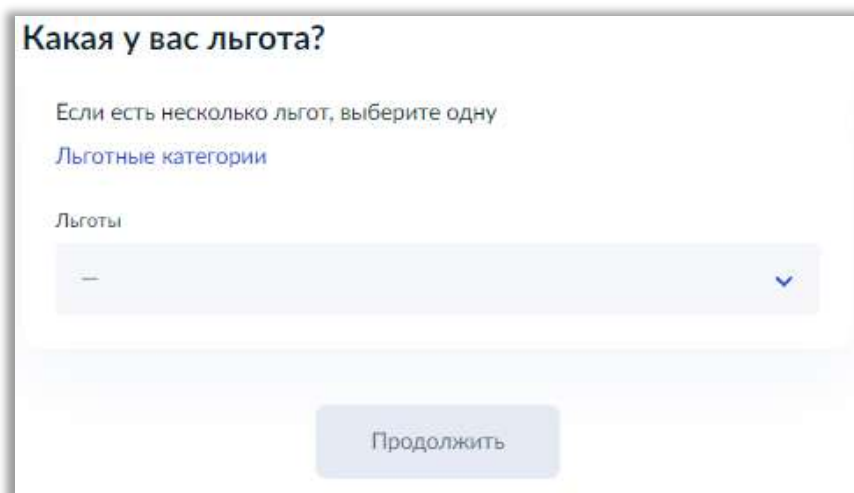 Какая у вас льгота?
Если есть несколько льгот, выберите одну
Льготные категории
Льготы
—
Продолжить